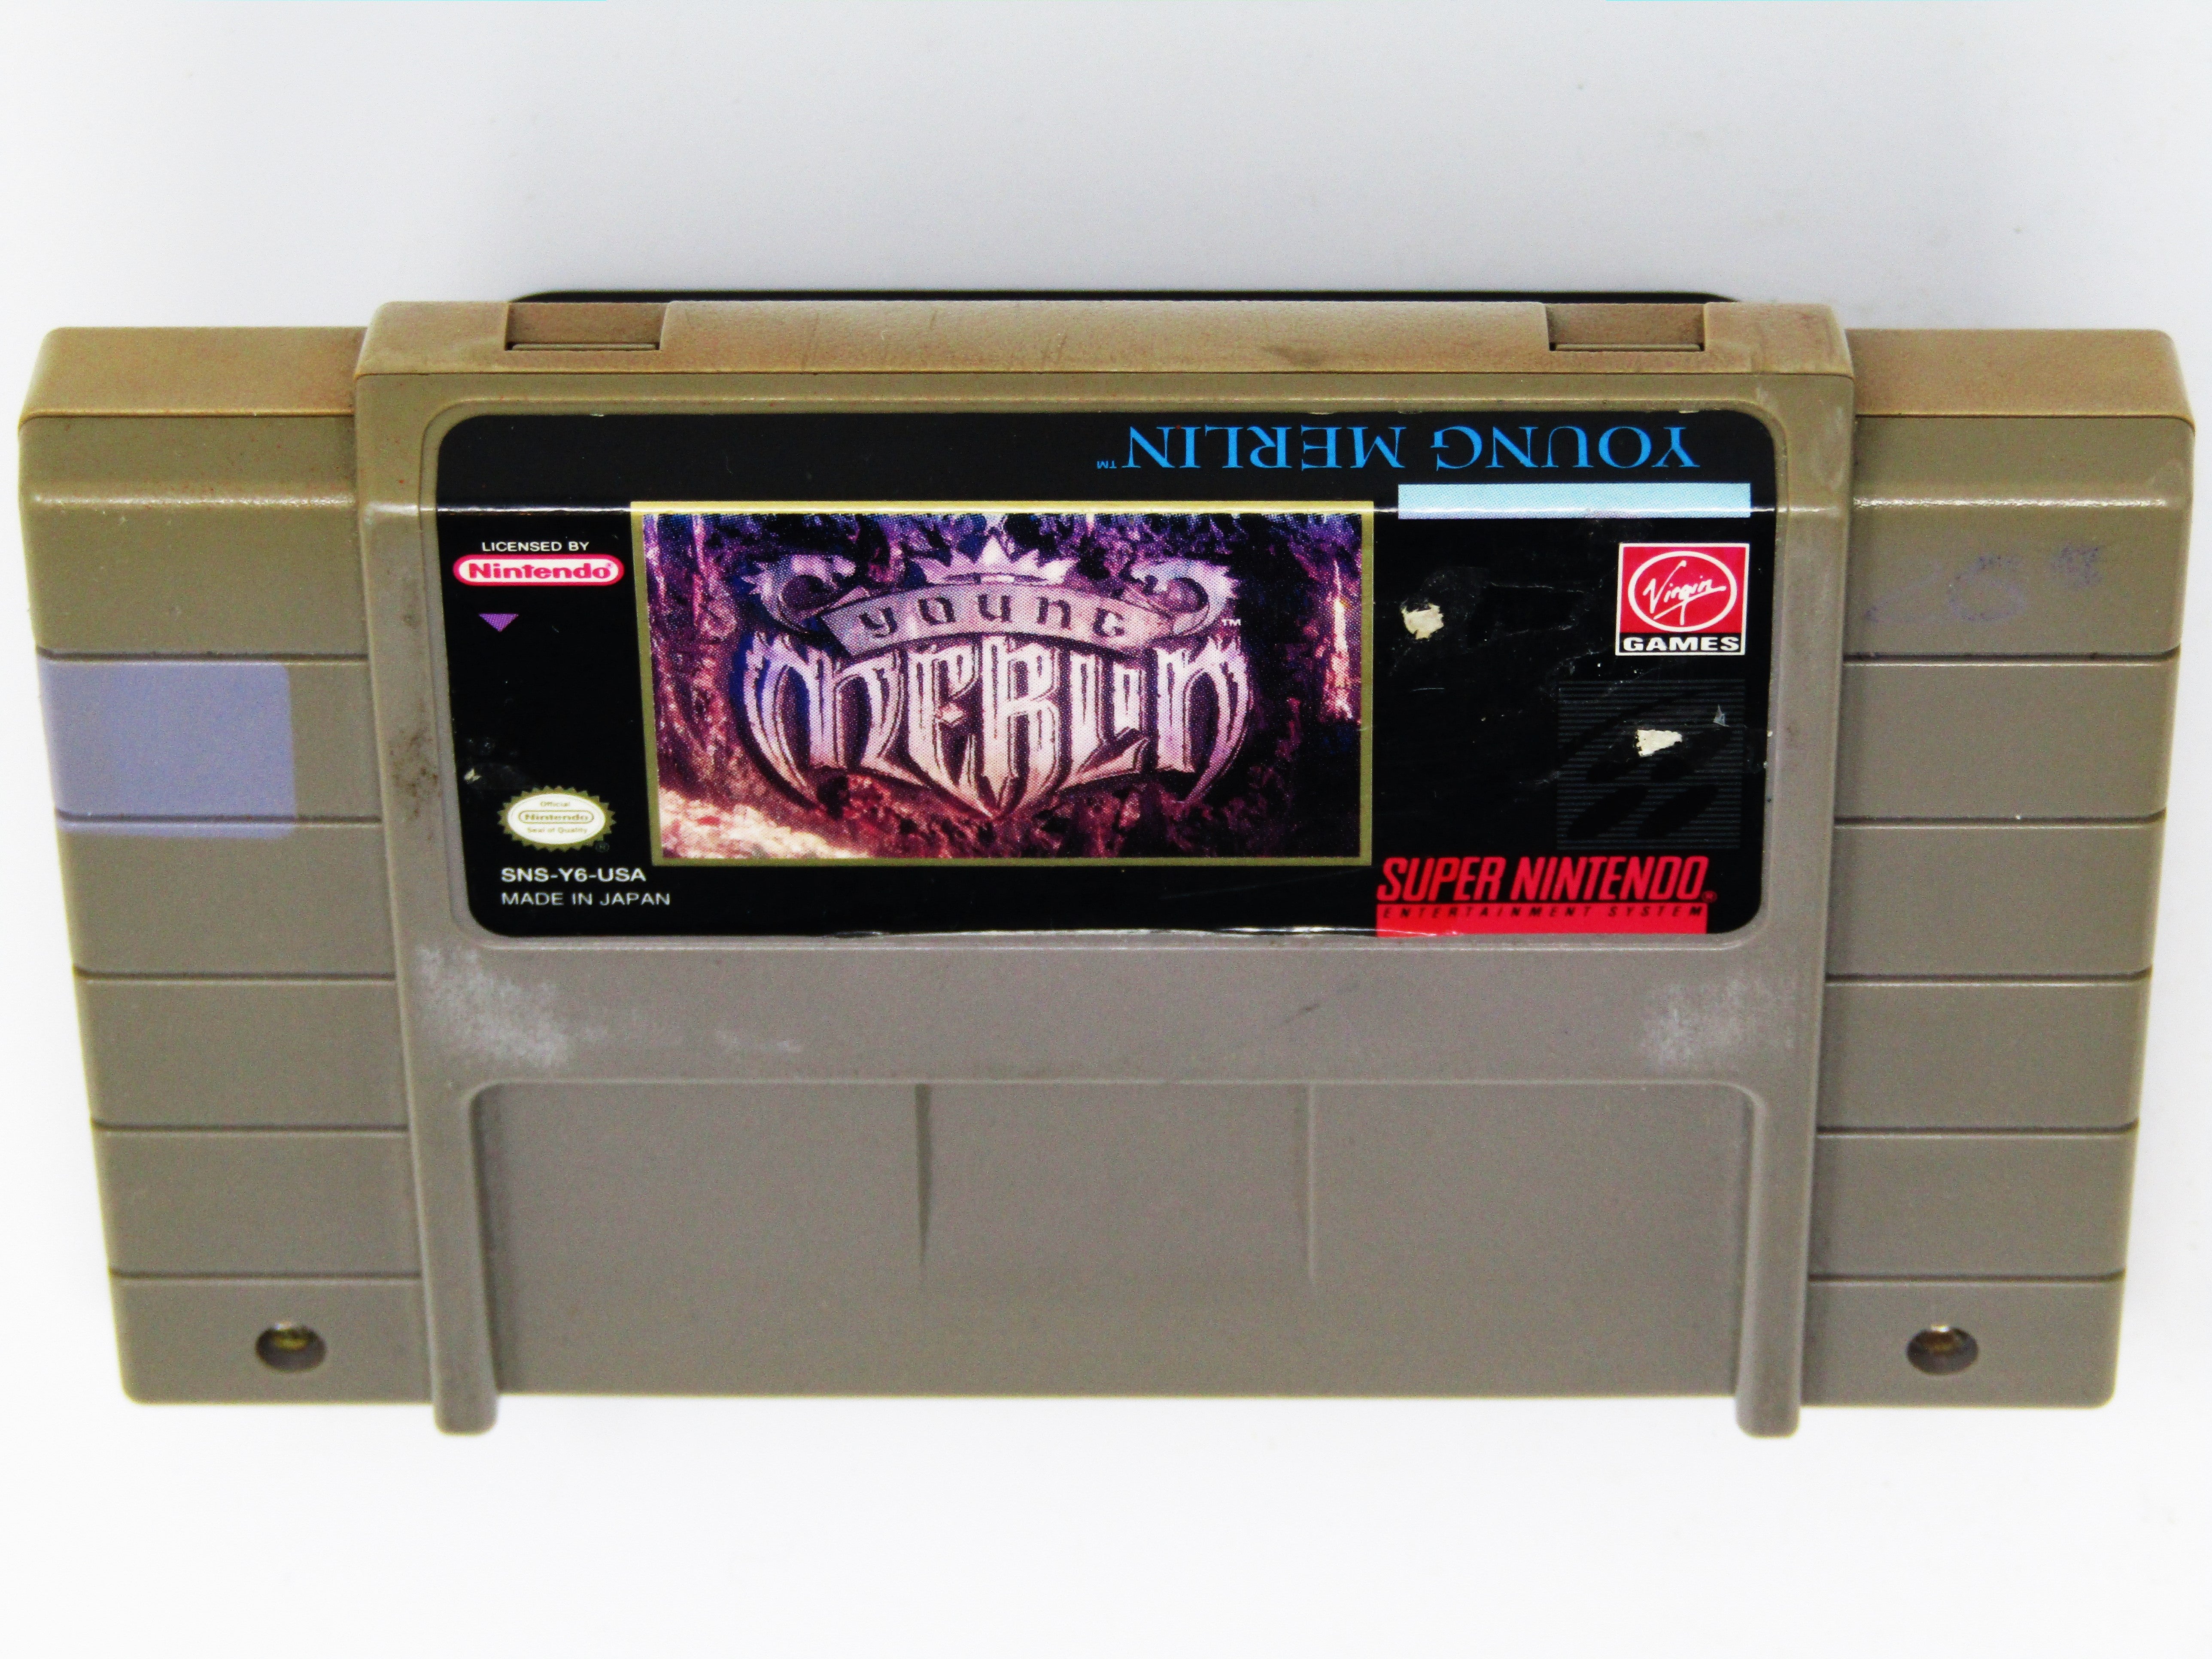 YOUNG MERLIN™
LICENSED BY
Nintendo®
YOUNG
MERLIN™
Virgin
GAMES
Official
Nintendo
Seal of Quality
®
SNS-Y6-USA
MADE IN JAPAN
SUPER NINTENDO®
ENTERTAINMENT SYSTEM